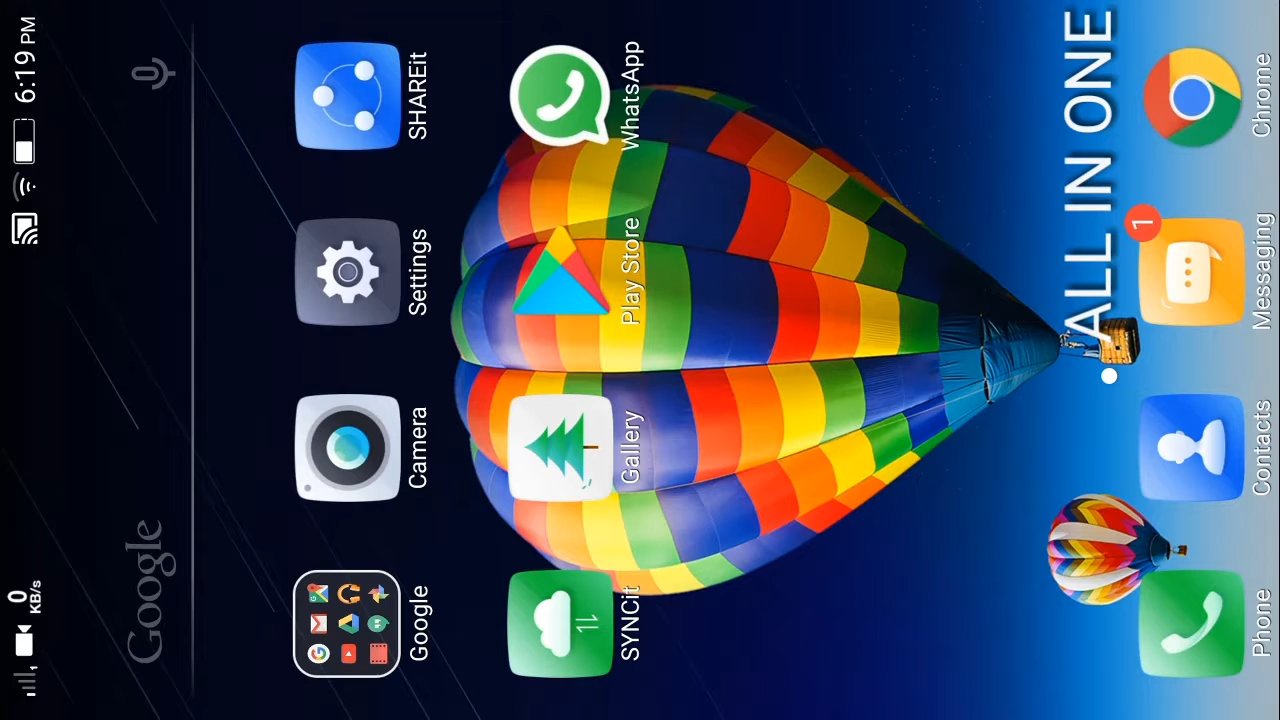 0 KB/s 6:19 PM
Google
Google Camera Settings SHAREit
SYNCit Gallery Play Store WhatsApp
ALL IN ONE
1
Phone Contacts Messaging Chrome